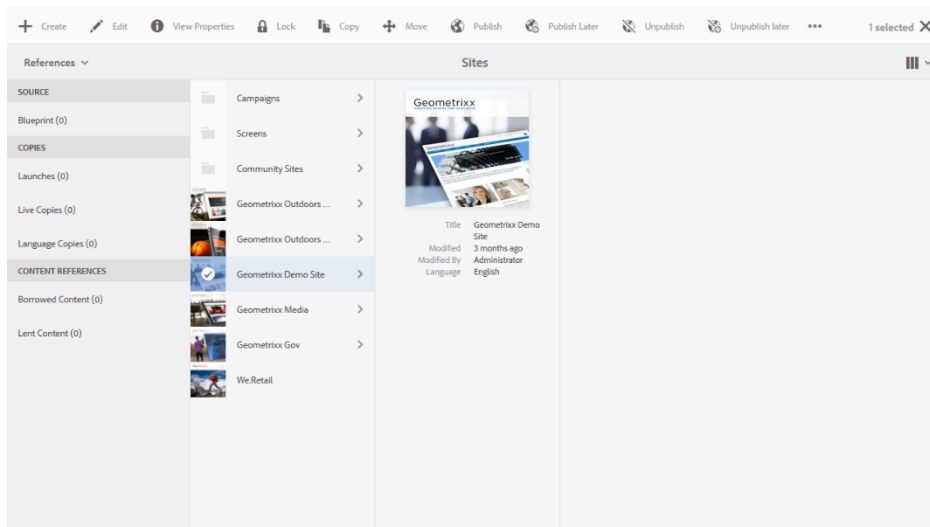 Create Edit View Properties Lock Copy Move Publish Publish Later Unpublish Unpublish later ••• 1 selected
References Sites
SOURCE
Blueprint (0)
COPIES
Launches (0)
Live Copies (0)
Language Copies (0)
CONTENT REFERENCES
Borrowed Content (0)
Lent Content (0)
Campaigns
Screens
Community Sites
Geometrixx Outdoors ...
Geometrixx Outdoors ...
Geometrixx Demo Site
Geometrixx Media
Geometrixx Gov
We.Retail
Geometrixx
Title Geometrixx Demo
Site
Modified 3 months ago
Modified By Administrator
Language English